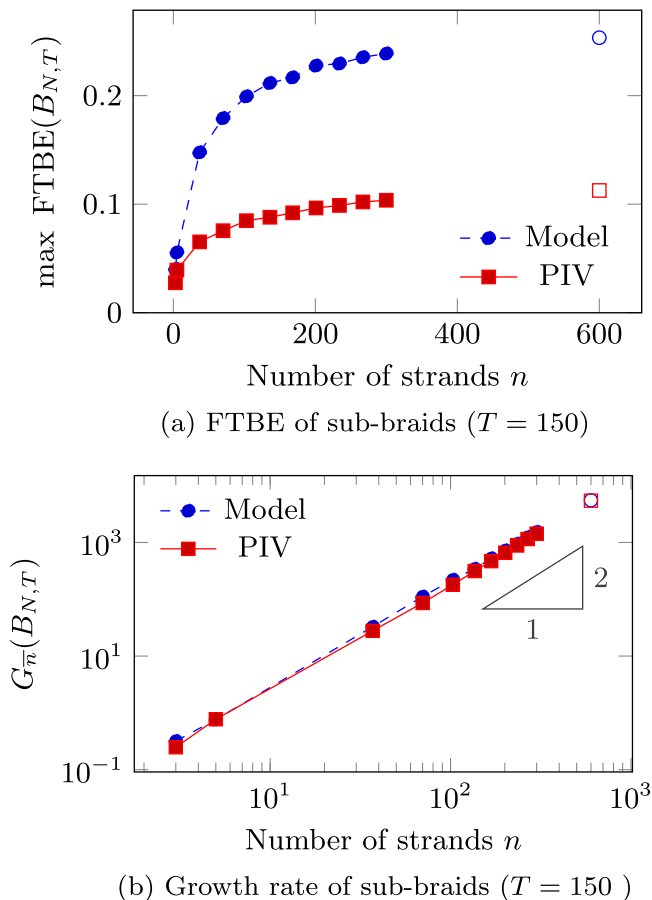 0.2
0.1
0
max FTBE(B_{N,T})
Model
PIV
0 200 400 600
Number of strands n
(a) FTBE of sub-braids (T = 150)
10^3
10^1
10^{-1}
G_{\overline{n}}(B_{N,T})
Model
PIV
2
1
10^1 10^2 10^3
Number of strands n
(b) Growth rate of sub-braids (T = 150 )